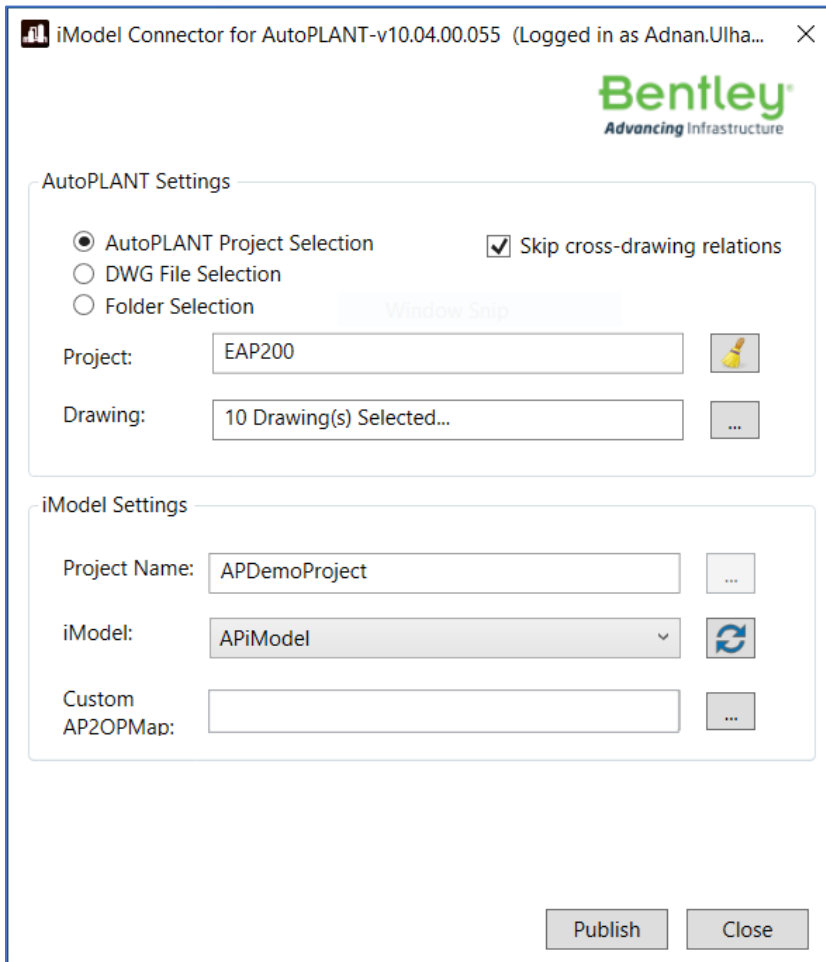 iModel Connector for AutoPLANT-v10.04.00.055 (Logged in as Adnan.Ulha...
Bentley®
Advancing Infrastructure
AutoPLANT Settings
AutoPLANT Project Selection
Skip cross-drawing relations
DWG File Selection
Folder Selection
Window Snip
Project:
EAP200
Drawing:
10 Drawing(s) Selected...
...
iModel Settings
Project Name:
APDemoProject
...
iModel:
APiModel
Custom
AP2OPMap:
...
Publish
Close